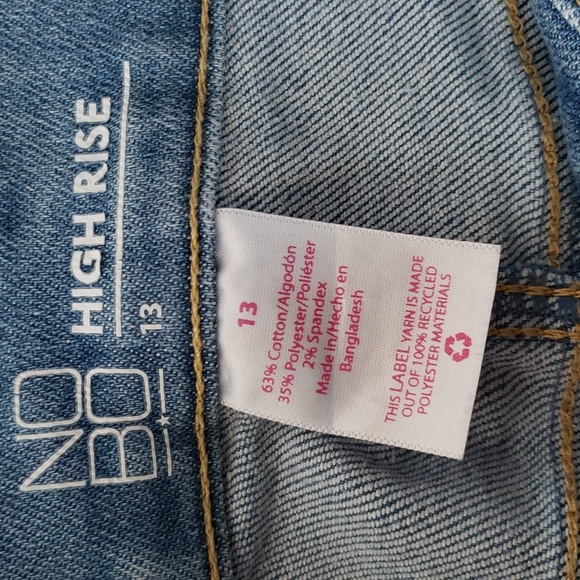 NO
BO
HIGH RISE
13
13
63% Cotton/Algodón
35% Polyester/Poliéster
2% Spandex
Made in/Hecho en
Bangladesh
THIS LABEL YARN IS MADE
OUT OF 100% RECYCLED
POLYESTER MATERIALS